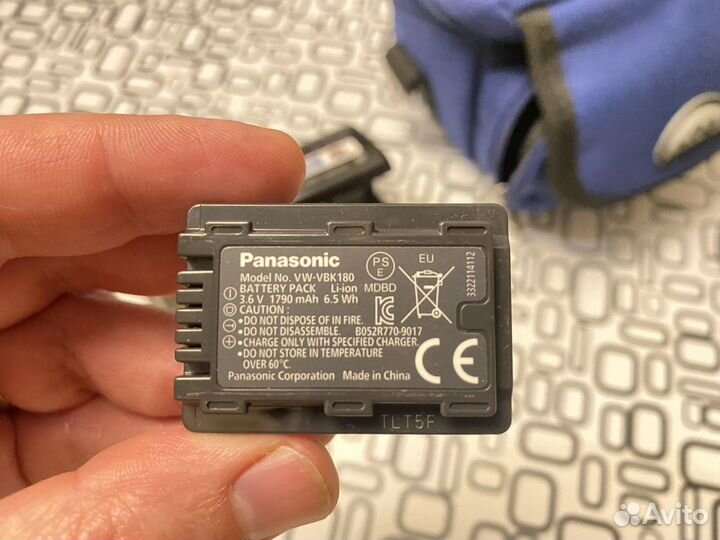 Panasonic
Model No. VW-VBK180
BATTERY PACK Li-ion
3.6 V 1790 mAh 6.5 Wh
CAUTION :
•DO NOT DISPOSE OF IN FIRE.
•DO NOT DISASSEMBLE. B052R770-9017
•CHARGE ONLY WITH SPECIFIED CHARGER.
•DO NOT STORE IN TEMPERATURE
OVER 60°C.
Panasonic Corporation Made in China
PS
E
MDBD
EU
3322114112
CE
TLT5F
Avito